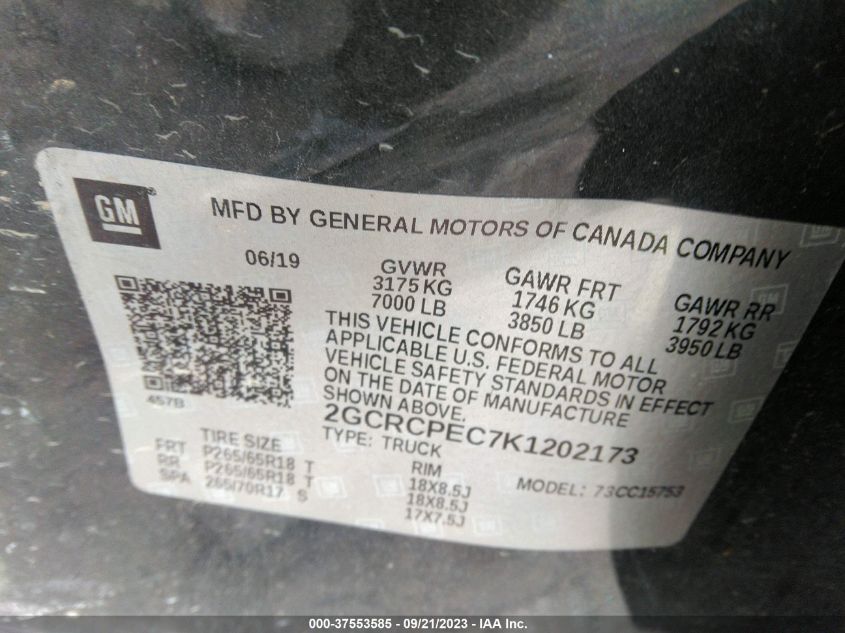 GM
MFD BY GENERAL MOTORS OF CANADA COMPANY
06/19
GVWR
3175 KG
7000 LB
GAWR FRT
1746 KG
3850 LB
GAWR RR
1792 KG
3950 LB
THIS VEHICLE CONFORMS TO ALL
APPLICABLE U.S. FEDERAL MOTOR
VEHICLE SAFETY STANDARDS IN EFFECT
ON THE DATE OF MANUFACTURE
SHOWN ABOVE.
457B
2GCRCPEC7K1202173
TYPE: TRUCK
MODEL: 73CC15753
TIRE SIZE
RIM
FRT P265/65R18 T 18X8.5J
RR P265/65R18 T 18X8.5J
SPA 265/70R17 S 17X7.5J
000-37553585 / 09/21/2023 - IAA Inc.